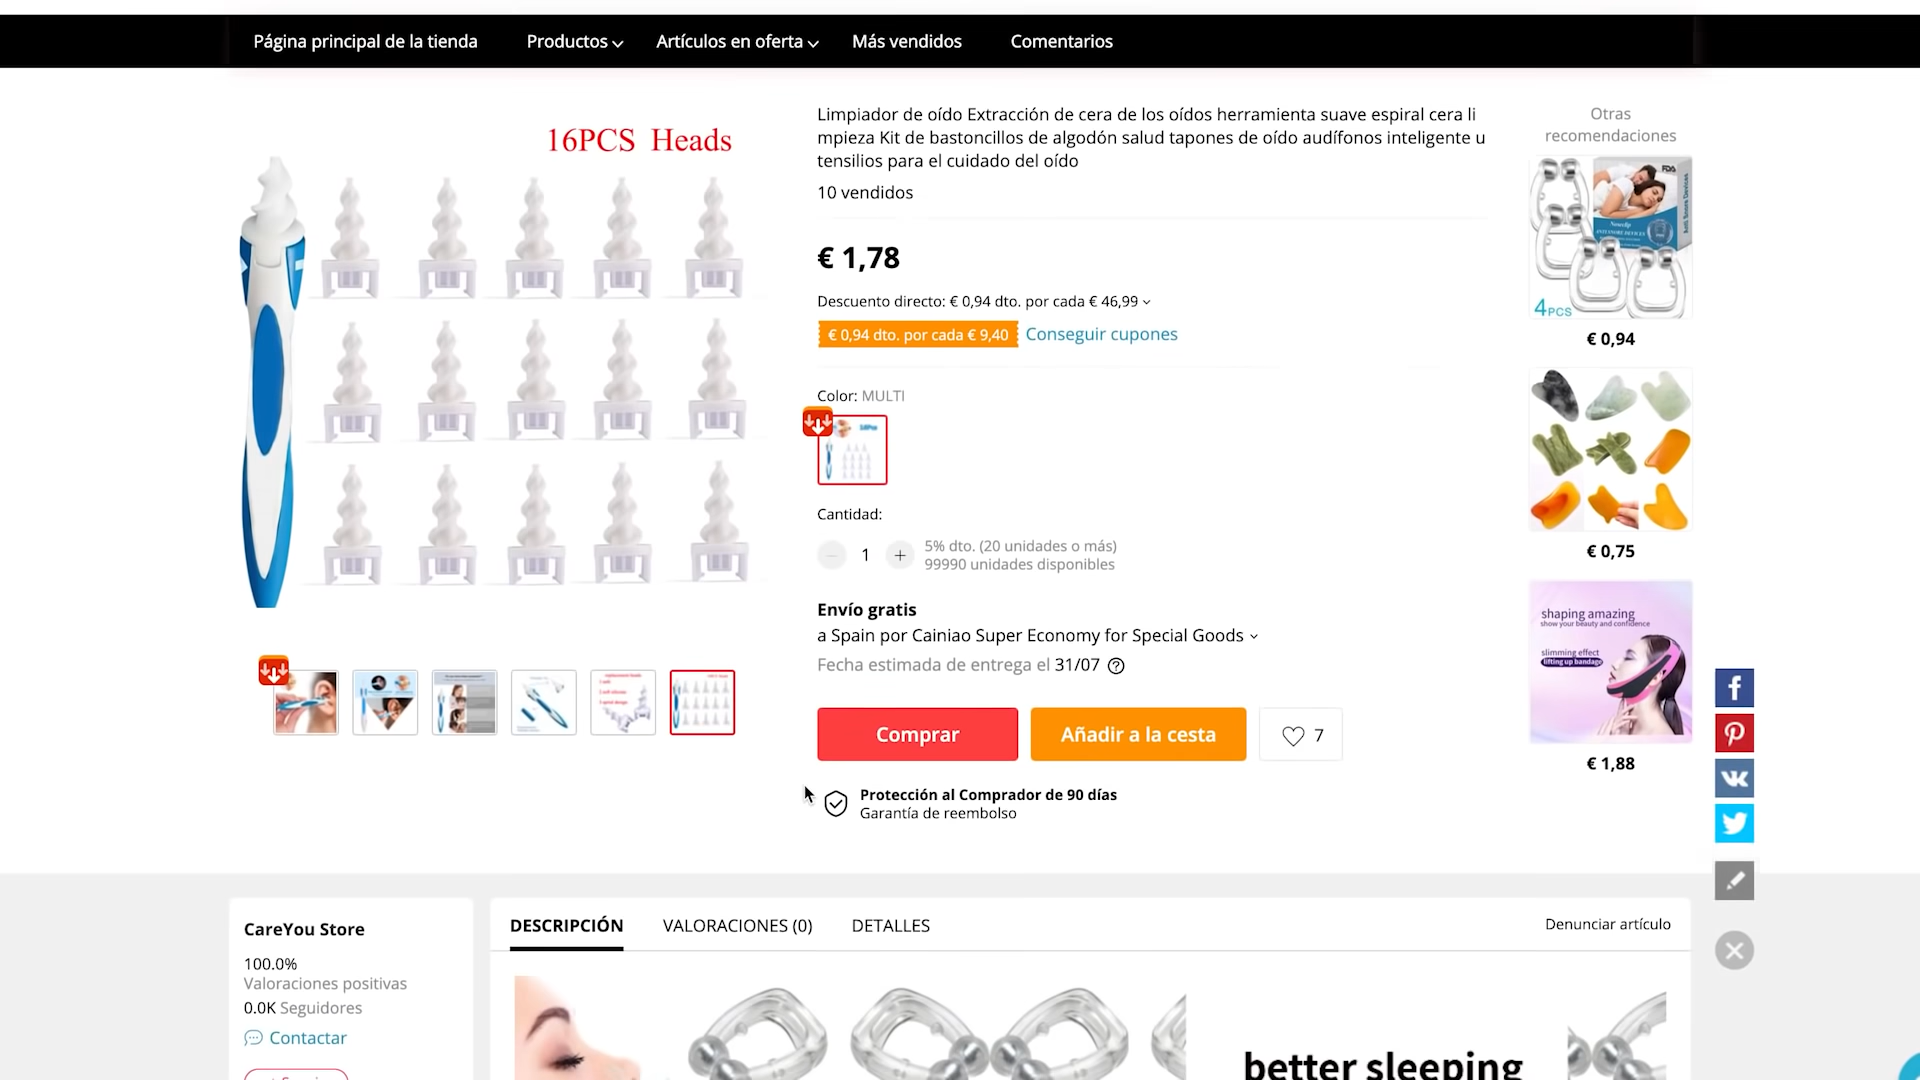 Página principal de la tienda
Productos
Artículos en oferta
Más vendidos
Comentarios
16PCS Heads
Limpiador de oído Extracción de cera de los oídos herramienta suave espiral cera li
mpieza Kit de bastoncillos de algodón salud tapones de oído audífonos inteligente u
tensilios para el cuidado del oído
10 vendidos
€ 1,78
Descuento directo: € 0,94 dto. por cada € 46,99
€ 0,94 dto. por cada € 9,40
Conseguir cupones
Color: MULTI
Cantidad:
1
5% dto. (20 unidades o más)
99990 unidades disponibles
Envío gratis
a Spain por Cainiao Super Economy for Special Goods
Fecha estimada de entrega el 31/07
Comprar
Añadir a la cesta
7
Protección al Comprador de 90 días
Garantía de reembolso
Otras
recomendaciones
FDA
4PCS
€ 0,94
€ 0,75
shaping amazing
show your beauty and confidence
slimming effect
lifting up bandage
€ 1,88
CareYou Store
100.0%
Valoraciones positivas
0.0K Seguidores
Contactar
DESCRIPCIÓN
VALORACIONES (0)
DETALLES
Denunciar artículo
better sleeping